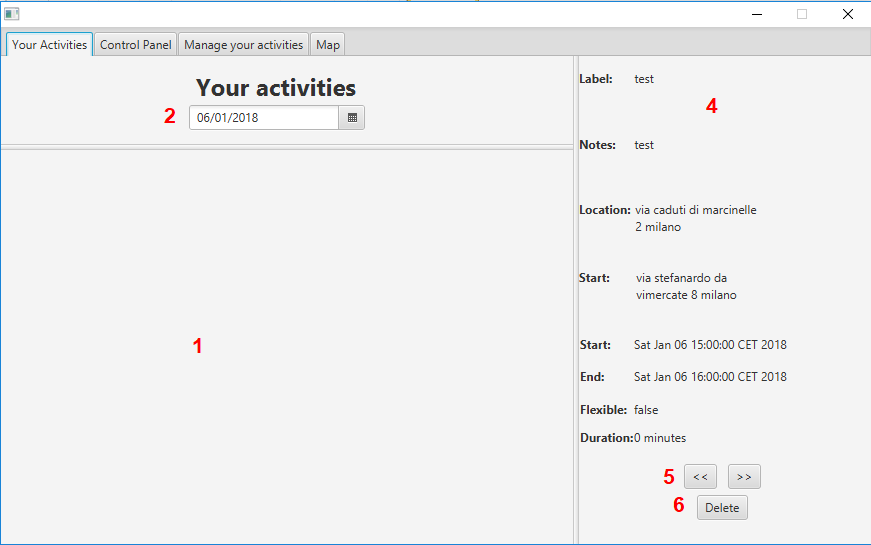 Your Activities
Control Panel
Manage your activities
Map
Your activities
2
06/01/2018
1
Label: test
4
Notes: test
Location: via caduti di marcinelle
2 milano
Start: via stefanardo da
vimercate 8 milano
Start: Sat Jan 06 15:00:00 CET 2018
End: Sat Jan 06 16:00:00 CET 2018
Flexible: false
Duration:0 minutes
5 << >>
6 Delete